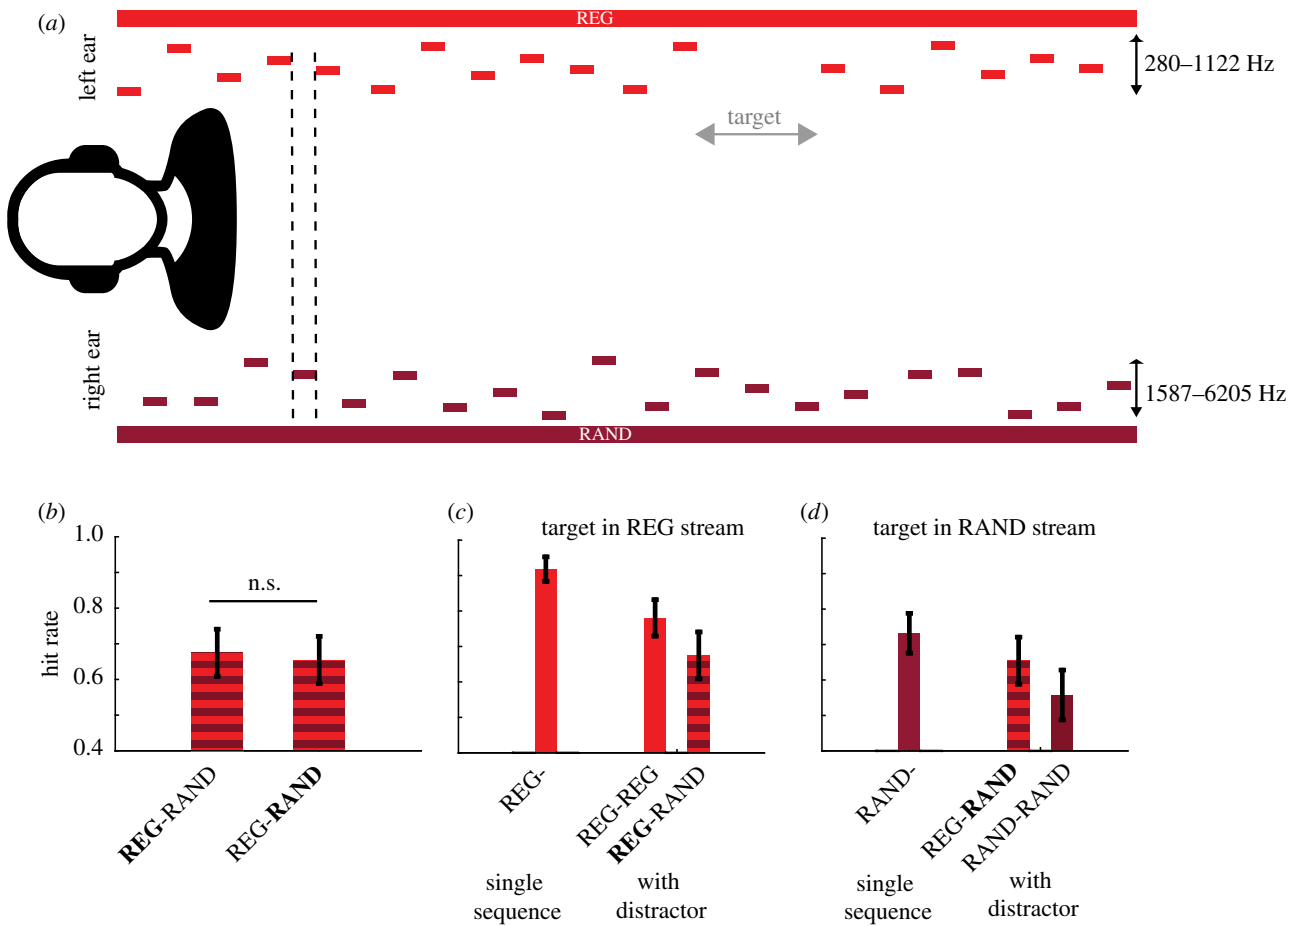 (a)
REG
left ear
280–1122 Hz
target
right ear
1587–6205 Hz
RAND
(b)
1.0
0.8
0.6
0.4
hit rate
n.s.
REG-RAND
REG-RAND
(c)
target in REG stream
REG-
REG-REG
REG-RAND
single
sequence
with
distractor
(d)
target in RAND stream
RAND-
REG-RAND
RAND-RAND
single
sequence
with
distractor